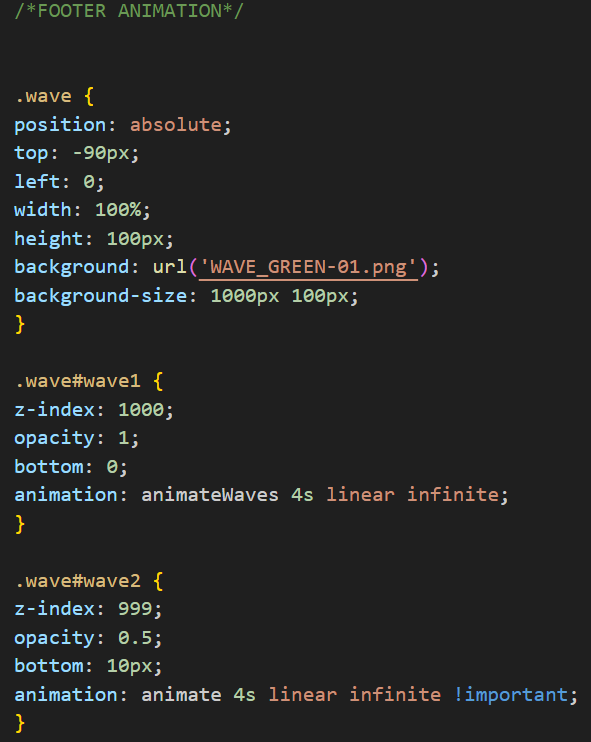 /*FOOTER ANIMATION*/
.wave {
position: absolute;
top: -90px;
left: 0;
width: 100%;
height: 100px;
background: url('WAVE_GREEN-01.png');
background-size: 1000px 100px;
}
.wave#wave1 {
z-index: 1000;
opacity: 1;
bottom: 0;
animation: animateWaves 4s linear infinite;
}
.wave#wave2 {
z-index: 999;
opacity: 0.5;
bottom: 10px;
animation: animate 4s linear infinite !important;
}